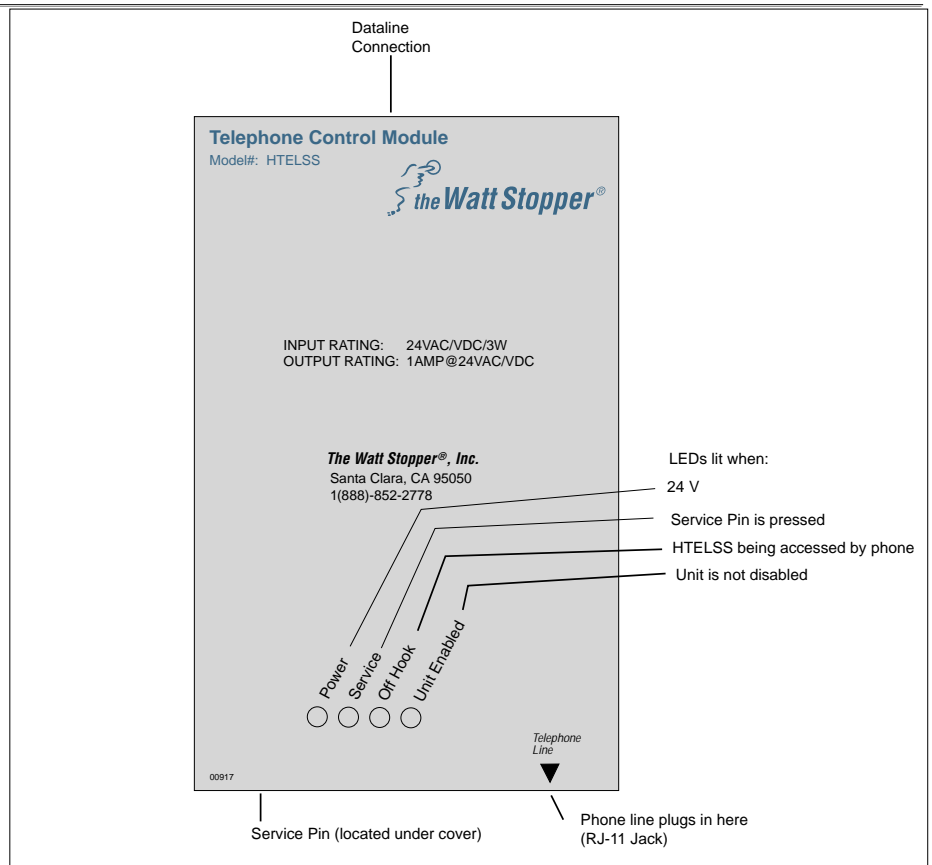 Dataline
Connection
Telephone Control Module
Model#: HTELSS
the Watt Stopper®
INPUT RATING: 24VAC/VDC/3W
OUTPUT RATING: 1AMP@24VAC/VDC
The Watt Stopper®, Inc.
Santa Clara, CA 95050
1(888)-852-2778
LEDs lit when:
24 V
Service Pin is pressed
HTELSS being accessed by phone
Unit is not disabled
Power
Service
Off Hook
Unit Enabled
Telephone
Line
00917
Service Pin (located under cover)
Phone line plugs in here
(RJ-11 Jack)